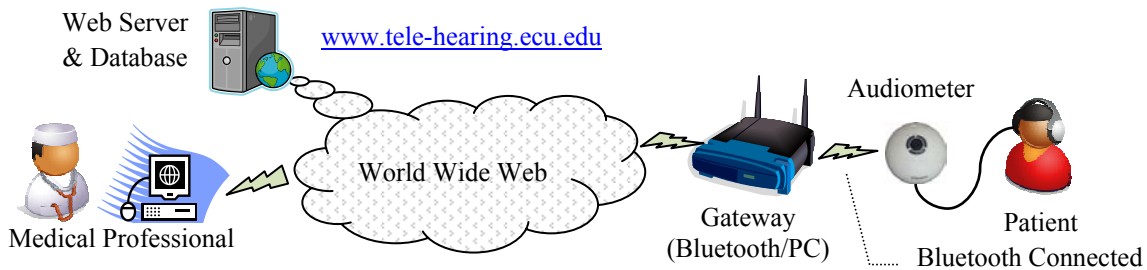 Web Server
& Database
www.tele-hearing.ecu.edu
Audiometer
World Wide Web
Medical Professional
Gateway
(Bluetooth/PC)
Patient
Bluetooth Connected